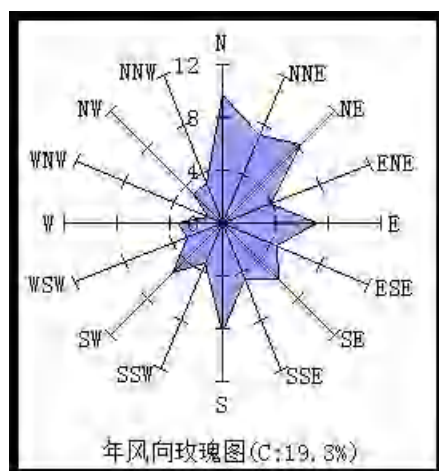 N
12
NNW
NNE
NW
8
NE
WNW
4
ENE
W
0
E
WSW
ESE
SW
SE
SSW
SSE
S
年风向玫瑰图(C:19.3%)